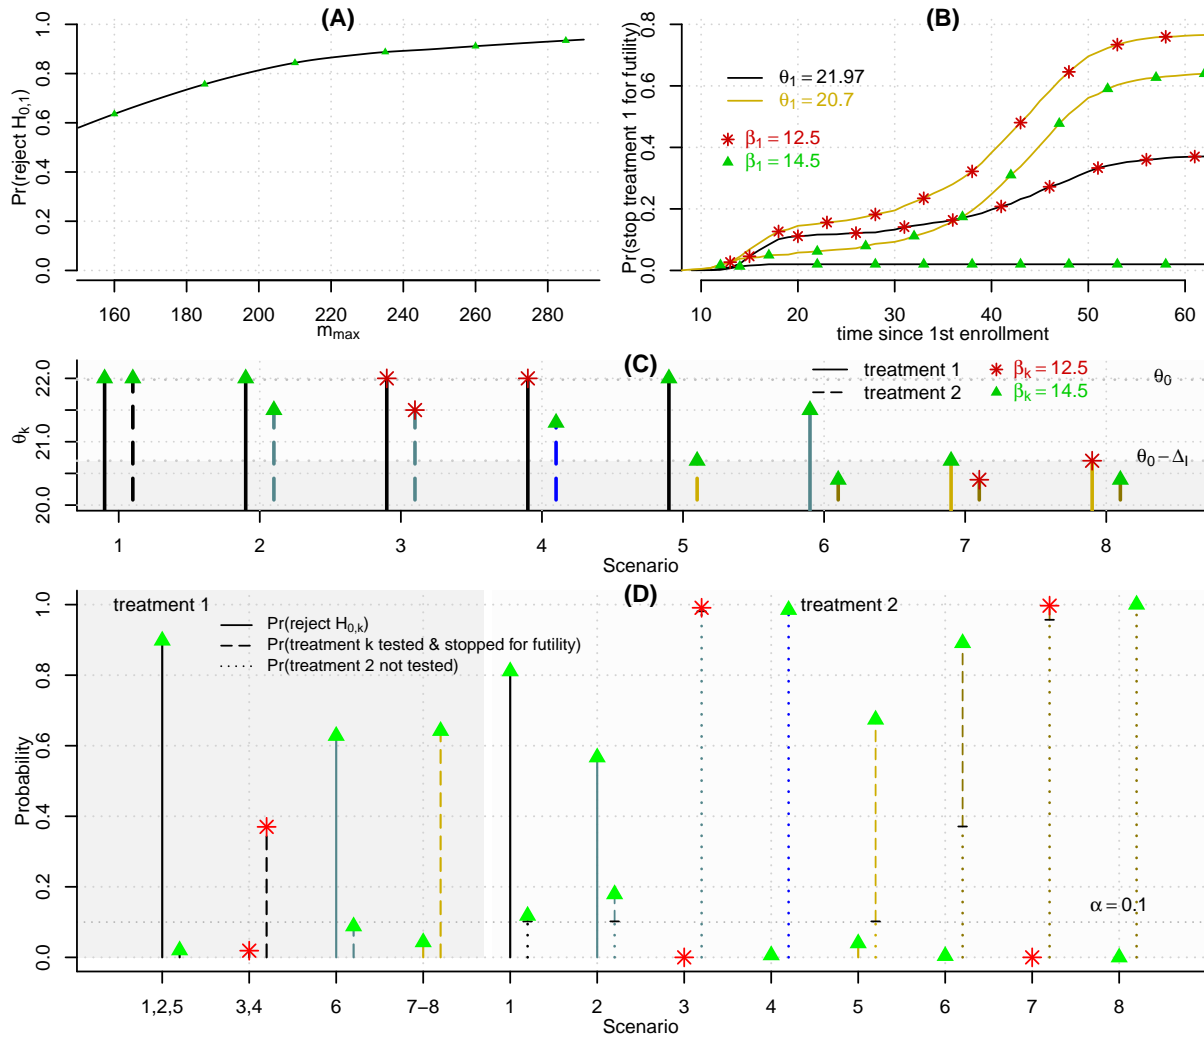 (A)
Pr(reject H0,1)
1.0
0.8
0.6
0.4
0.2
0.0
160 180 200 220 240 260 280
mmax
(B)
Pr(stop treatment 1 for futility)
0.8
0.6
0.4
0.2
0.0
θ1 = 21.97
θ1 = 20.7
β1 = 12.5
β1 = 14.5
10 20 30 40 50 60
time since 1st enrollment
(C)
θk
22.0
21.0
20.0
treatment 1
treatment 2
βk = 12.5
βk = 14.5
θ0
θ0 − ΔI
1 2 3 4 5 6 7 8
Scenario
(D)
Probability
1.0
0.8
0.6
0.4
0.2
0.0
treatment 1
Pr(reject H0,k)
Pr(treatment k tested & stopped for futility)
Pr(treatment 2 not tested)
treatment 2
α = 0.1
1,2,5 3,4 6 7−8 1 2 3 4 5 6 7 8
Scenario